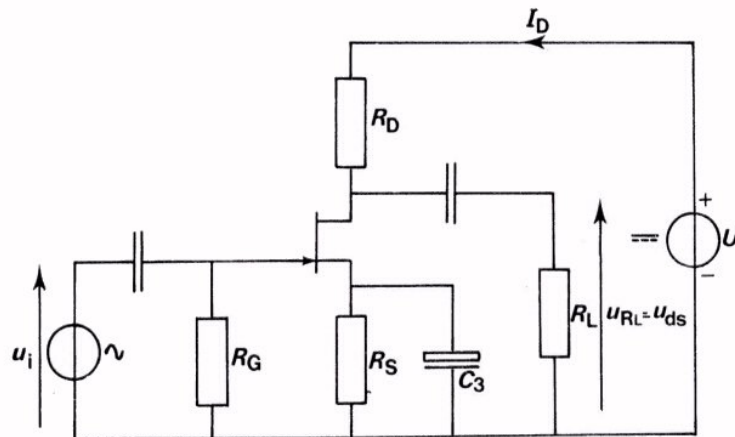 I_D
R_D
+
U
−
u_i
∼
R_G
R_S
C_3
R_L
u_RL=u_ds